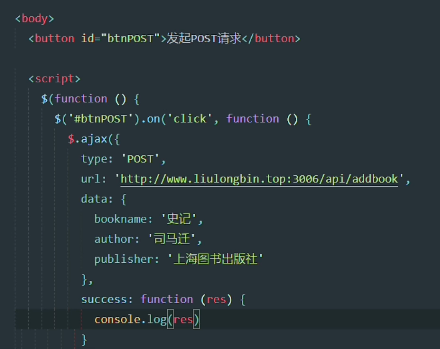 <body>
<button id="btnPOST">发起POST请求</button>
<script>
$(function () {
$('#btnPOST').on('click', function () {
$.ajax({
type: 'POST',
url: 'http://www.liulongbin.top:3006/api/addbook',
data: {
bookname: '史记',
author: '司马迁',
publisher: '上海图书出版社'
},
success: function (res) {
console.log(res)
}